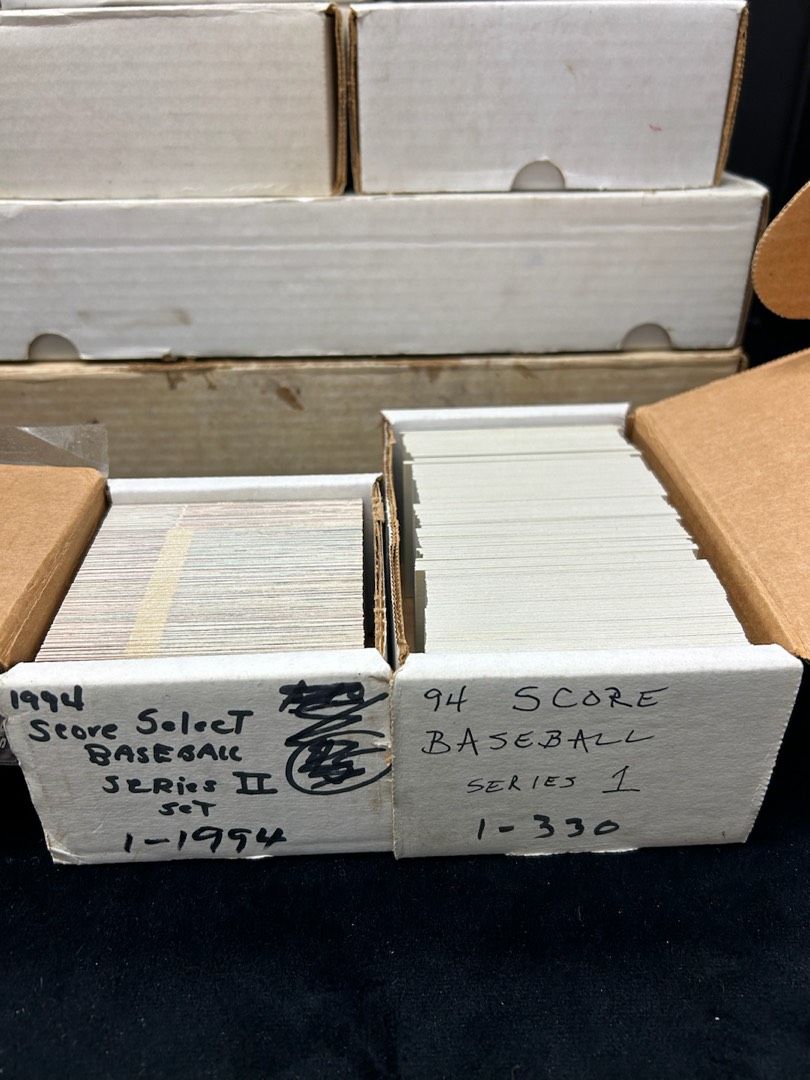 1994
Score Select
BASEBALL
SERIES II
SET
1-1994
94 SCORE
BASEBALL
SERIES 1
1-330